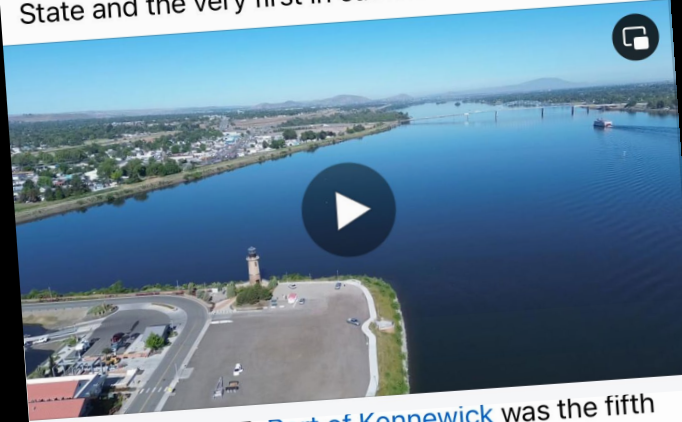 State and the very first in
Port of Kennewick was the fifth